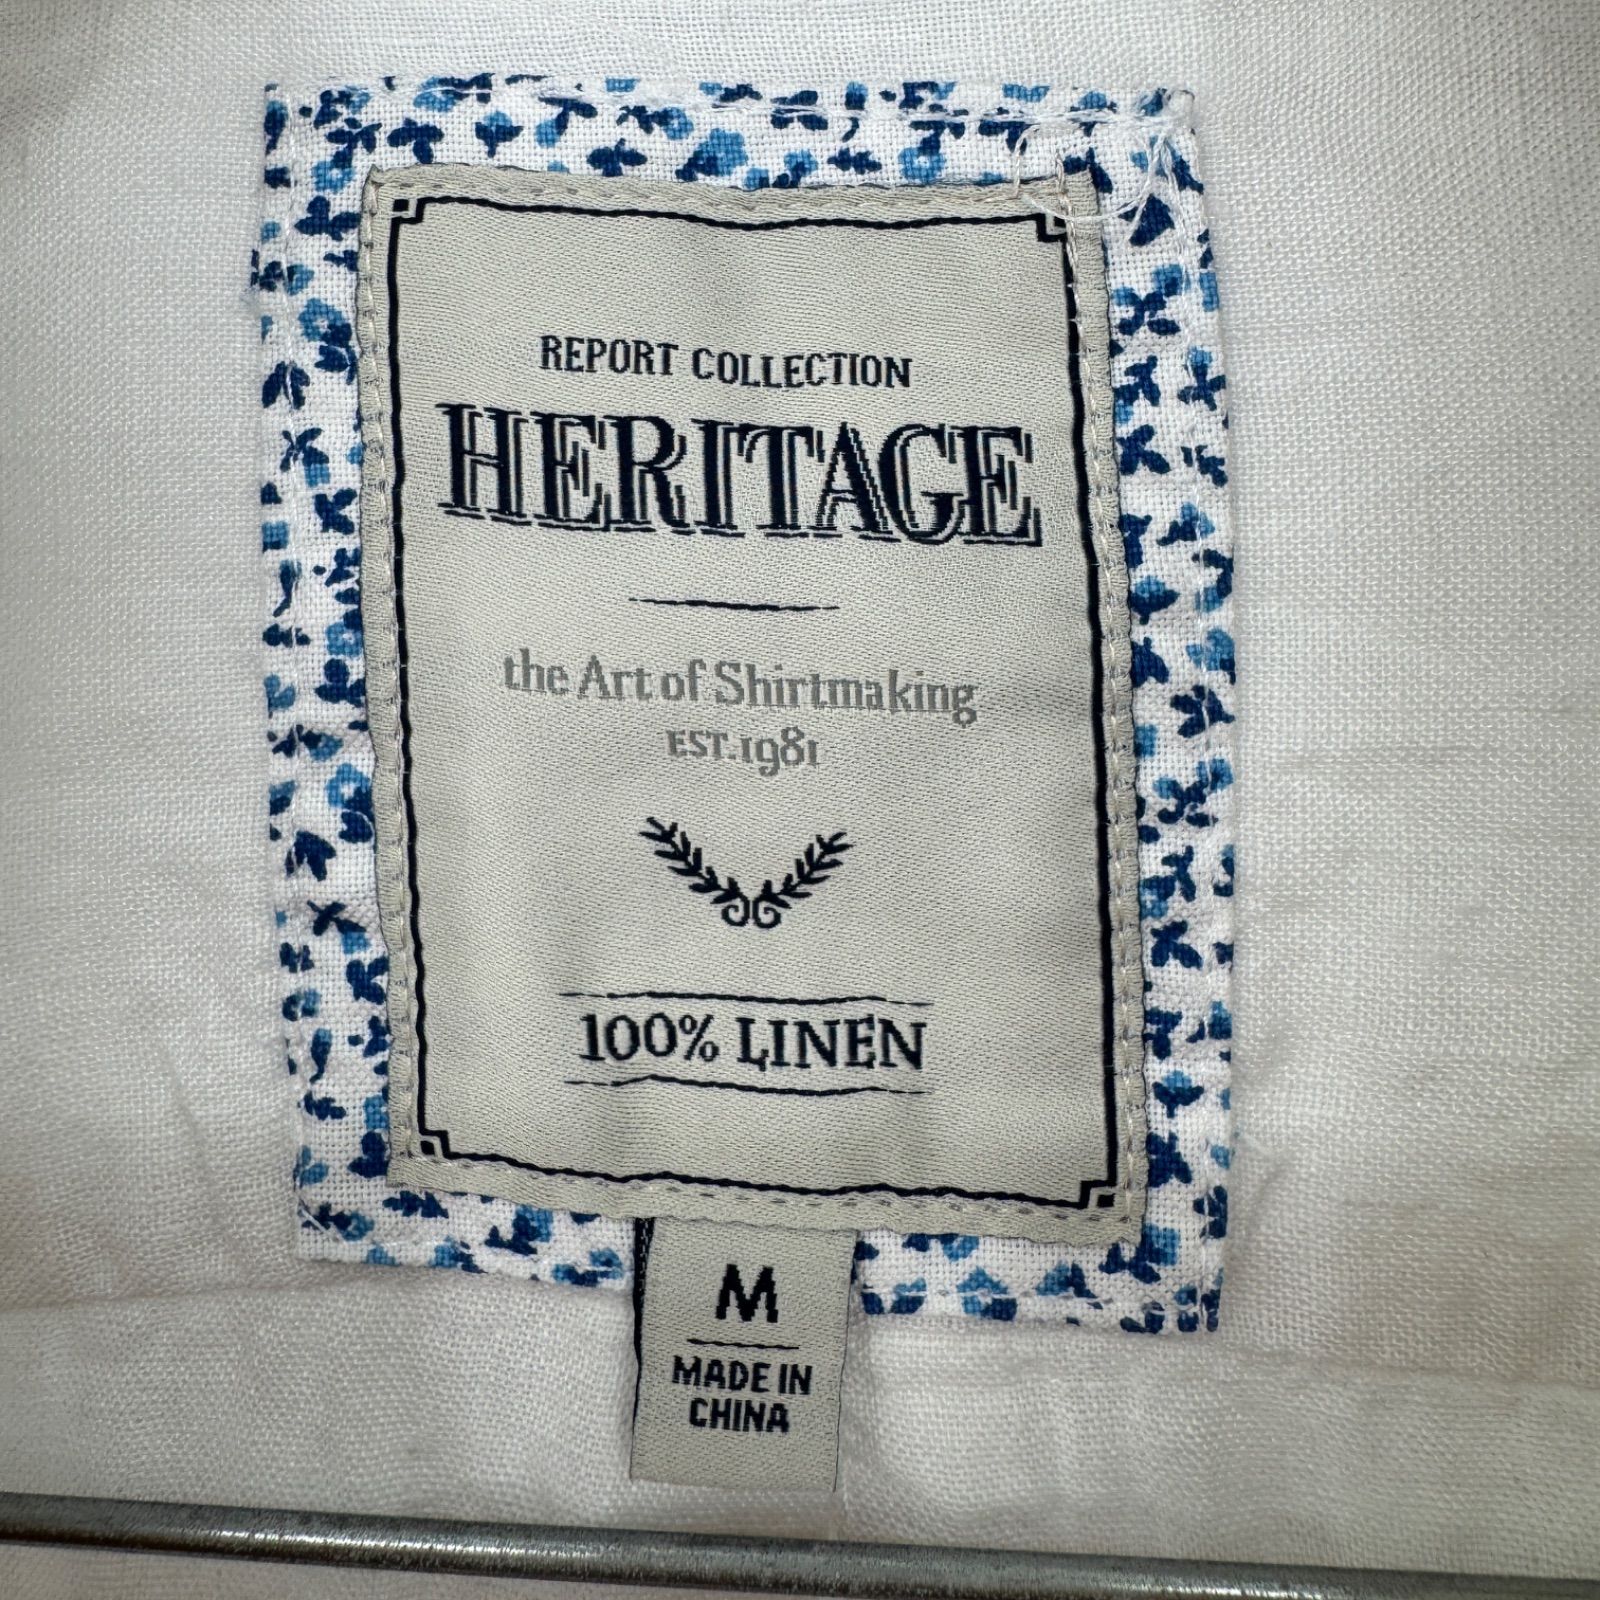 REPORT COLLECTION
HERITAGE
the Art of Shirtmaking
EST.1981
100% LINEN
M
MADE IN
CHINA